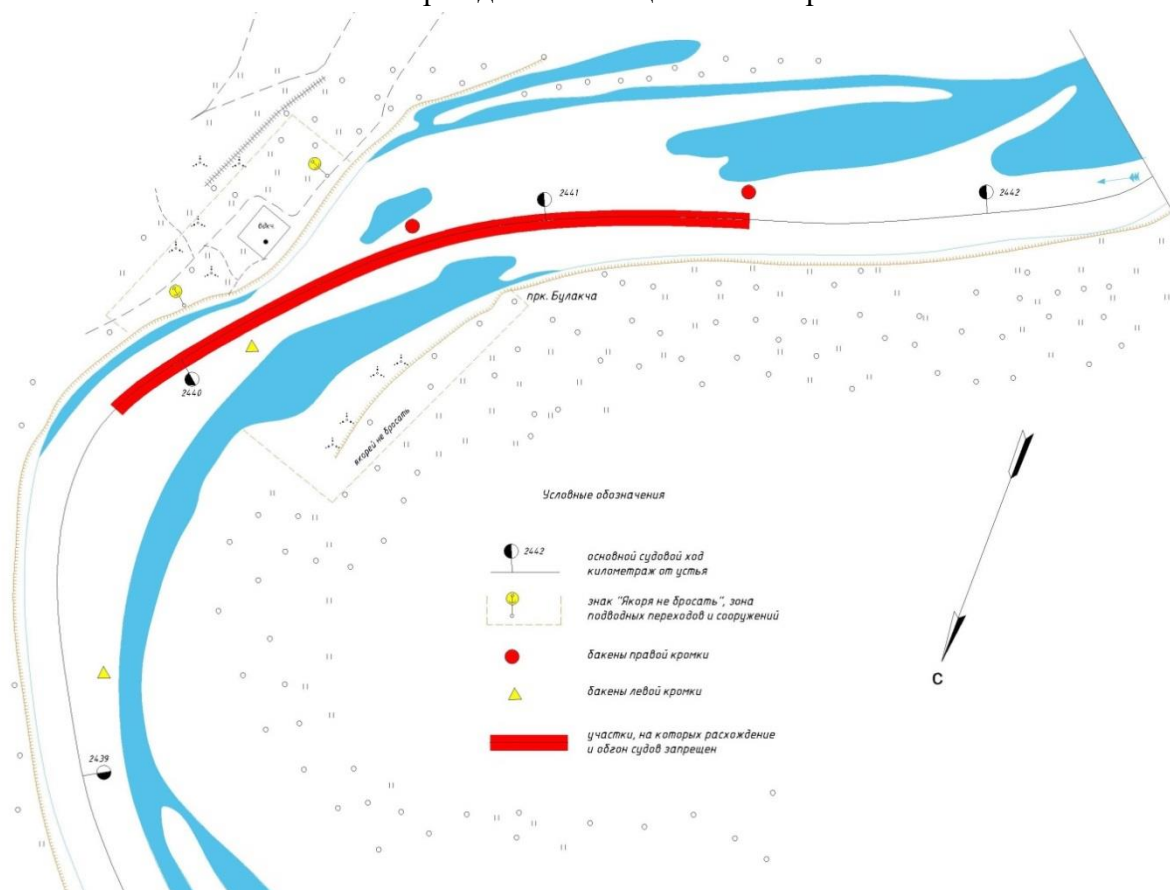 2441
2442
прк. Булакча
2440
якорей не бросать
Условные обозначения
2442
основной судовой ход
километраж от устья
знак "Якоря не бросать", зона
подводных переходов и сооружений
бакены правой кромки
бакены левой кромки
участки, на которых расхождение
и обгон судов запрещен
С
2439